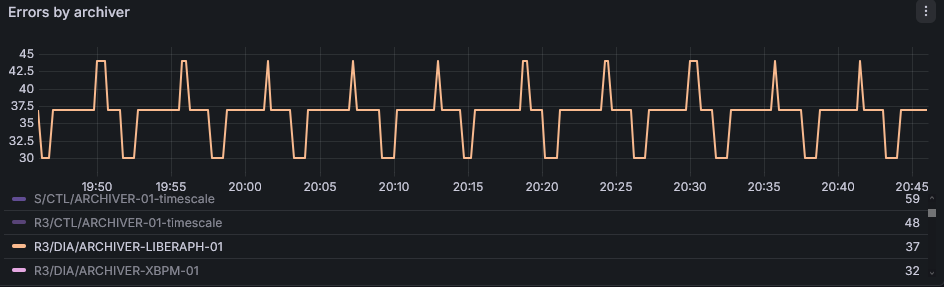 Errors by archiver
45
42.5
40
37.5
35
32.5
30
19:50 19:55 20:00 20:05 20:10 20:15 20:20 20:25 20:30 20:35 20:40 20:45
S/CTL/ARCHIVER-01-timescale 59
R3/CTL/ARCHIVER-01-timescale 48
R3/DIA/ARCHIVER-LIBERAPH-01 37
R3/DIA/ARCHIVER-XBPM-01 32